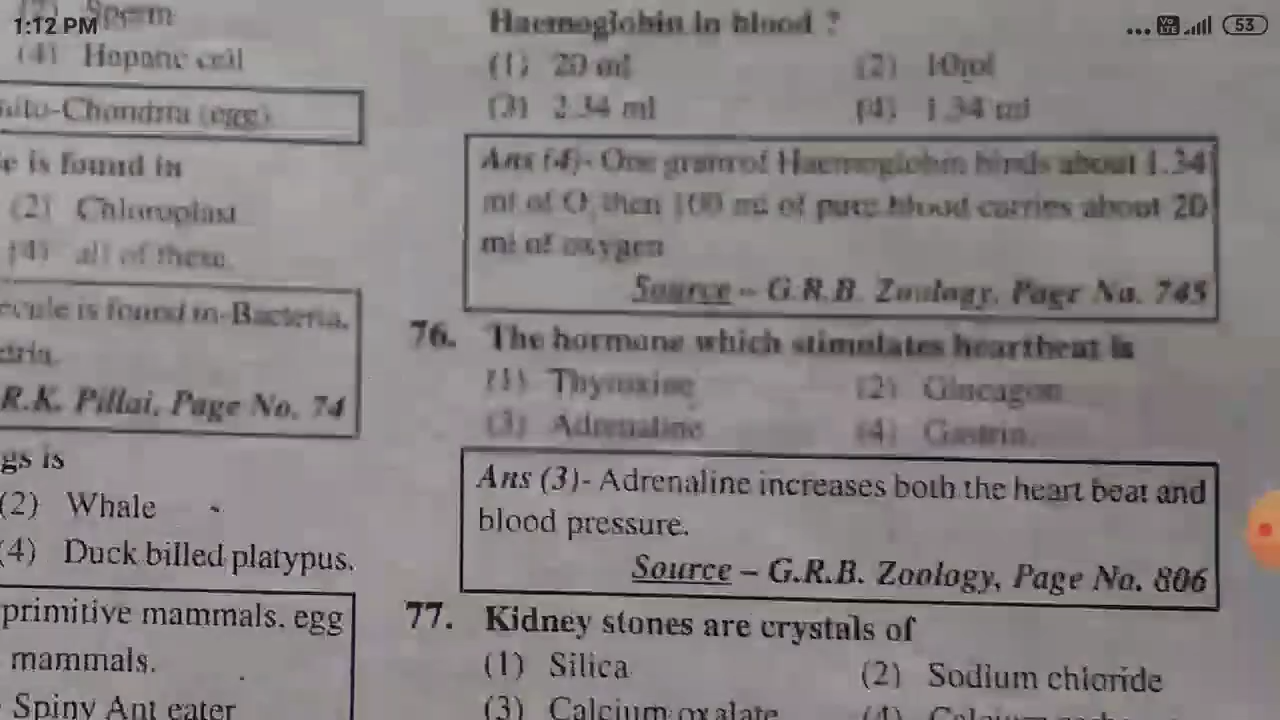 1:12 PM
53
Sperm
(4) Hepatic cell
-Chondria (egg)
e is found in
(2) Chloroplast
(4) all of these.
ecule is found in-Bacteria,
dria.
R.K. Pillai, Page No. 74
gs is
(2) Whale
(4) Duck billed platypus.
primitive mammals. egg
mammals.
Spiny Ant eater
Haemoglobin in blood ?
(1) 20 ml (2) 10ml
(3) 2.34 ml (4) 1.34 ml
Ans (4)- One gram of Haemoglobin binds about 1.34
ml of O, then 100 ml of pure blood carries about 20
ml of oxygen
Source – G.R.B. Zoology, Page No. 745
76. The hormone which stimulates heartbeat is
(1) Thyroxine (2) Glucagon
(3) Adrenaline (4) Gastrin.
Ans (3)- Adrenaline increases both the heart beat and
blood pressure.
Source – G.R.B. Zoology, Page No. 806
77. Kidney stones are crystals of
(1) Silica (2) Sodium chloride
(3) Calcium oxalate (4) Calcium